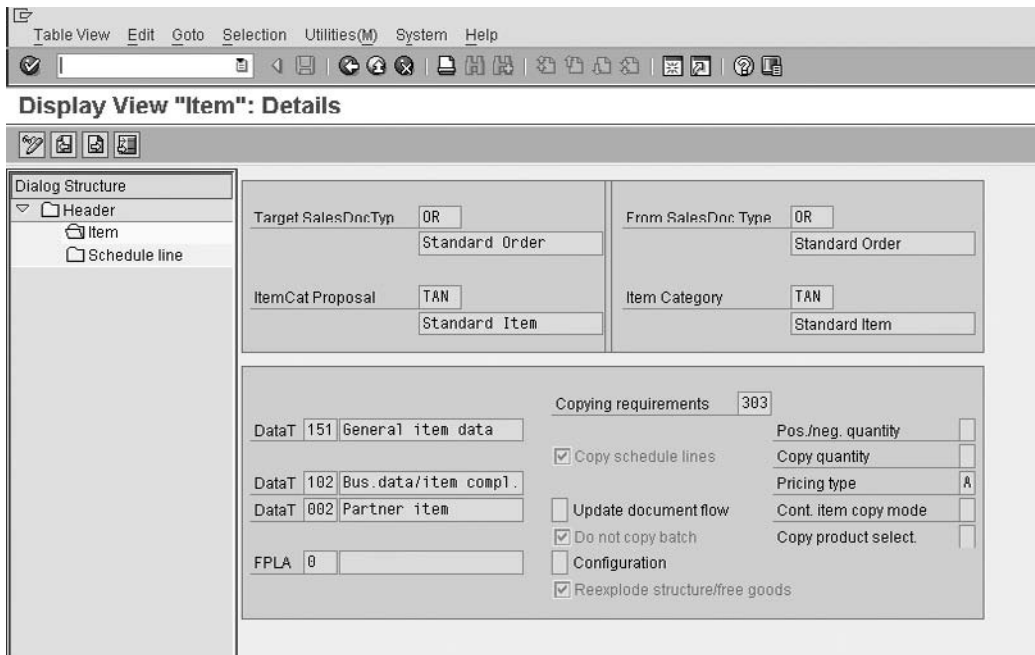 Table View Edit Goto Selection Utilities(M) System Help
Display View "Item": Details
Dialog Structure
Header
Item
Schedule line
Target SalesDocTyp OR
Standard Order
From SalesDoc Type OR
Standard Order
ItemCat Proposal TAN
Standard Item
Item Category TAN
Standard Item
Copying requirements 303
DataT 151 General item data
Pos./neg. quantity
Copy schedule lines
Copy quantity
DataT 102 Bus.data/item compl.
Pricing type A
DataT 002 Partner item
Update document flow
Cont. item copy mode
Do not copy batch
Copy product select.
FPLA 0
Configuration
Reexplode structure/free goods